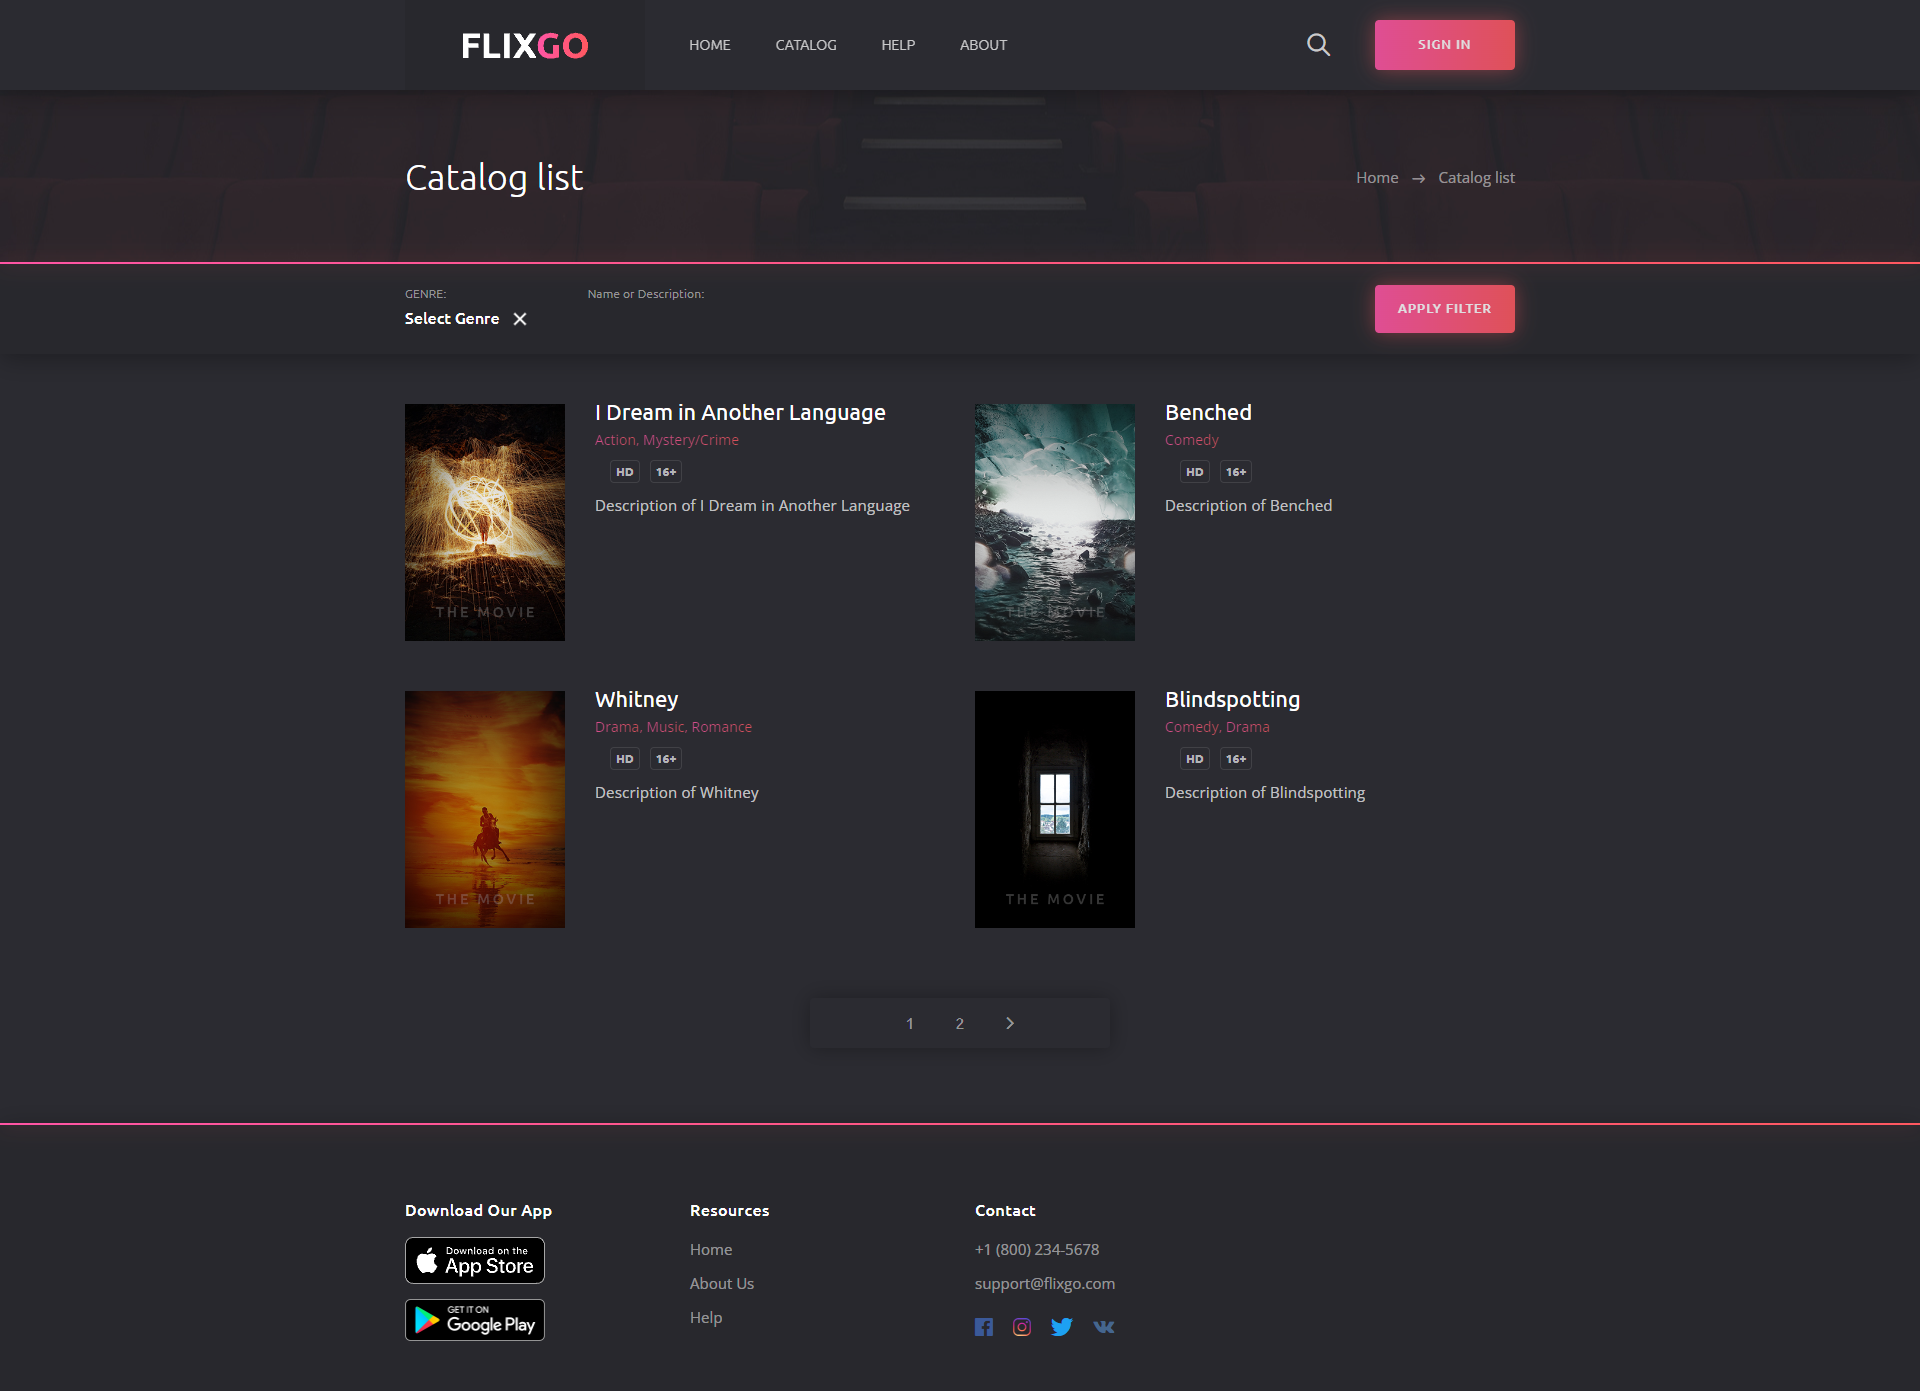 FLIXGO
HOME
CATALOG
HELP
ABOUT
SIGN IN
Catalog list
Home → Catalog list
GENRE:
Select Genre
Name or Description:
APPLY FILTER
I Dream in Another Language
Action, Mystery/Crime
HD
16+
Description of I Dream in Another Language
THE MOVIE
Benched
Comedy
HD
16+
Description of Benched
THE MOVIE
Whitney
Drama, Music, Romance
HD
16+
Description of Whitney
THE MOVIE
Blindspotting
Comedy, Drama
HD
16+
Description of Blindspotting
THE MOVIE
1
2
Download Our App
Download on the
App Store
GET IT ON
Google Play
Resources
Home
About Us
Help
Contact
+1 (800) 234-5678
support@flixgo.com